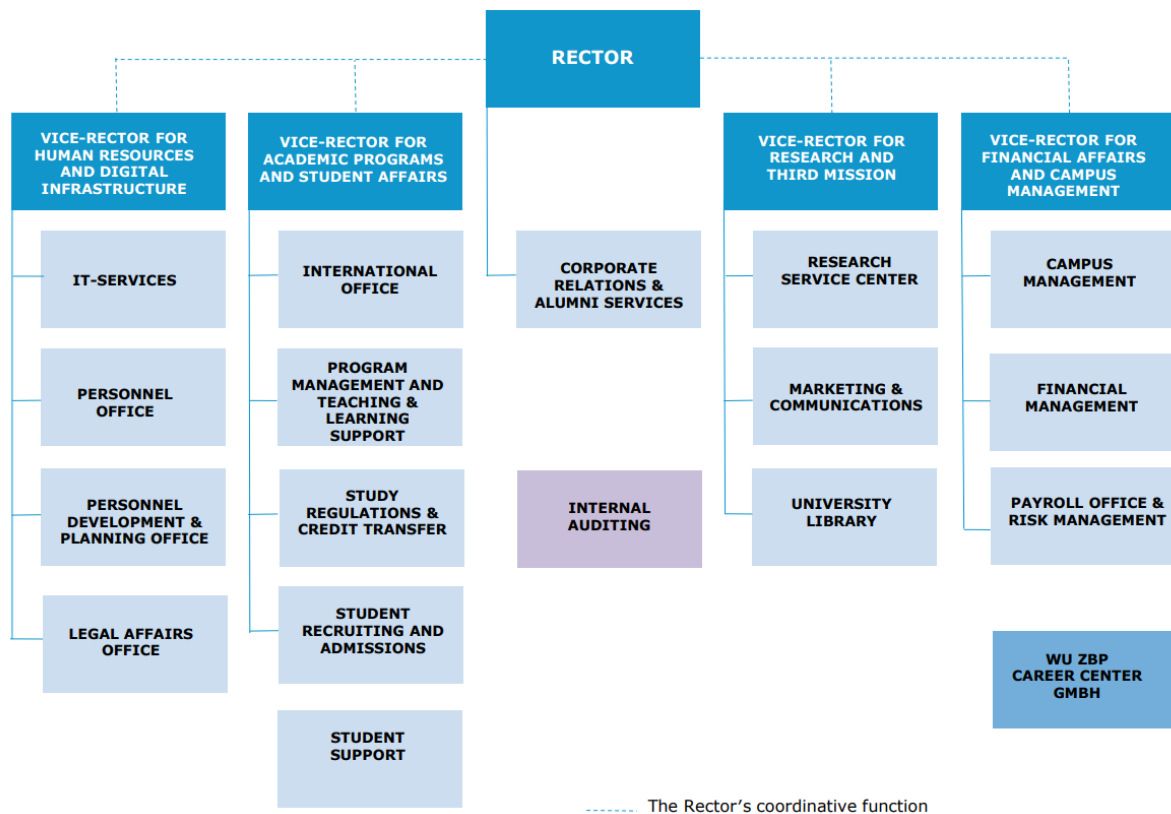 RECTOR
VICE-RECTOR FOR
HUMAN RESOURCES
AND DIGITAL
INFRASTRUCTURE
VICE-RECTOR FOR
ACADEMIC PROGRAMS
AND STUDENT AFFAIRS
VICE-RECTOR FOR
RESEARCH AND
THIRD MISSION
VICE-RECTOR FOR
FINANCIAL AFFAIRS
AND CAMPUS
MANAGEMENT
IT-SERVICES
INTERNATIONAL
OFFICE
CORPORATE
RELATIONS &
ALUMNI SERVICES
RESEARCH
SERVICE CENTER
CAMPUS
MANAGEMENT
PERSONNEL
OFFICE
PROGRAM
MANAGEMENT AND
TEACHING &
LEARNING
SUPPORT
MARKETING &
COMMUNICATIONS
FINANCIAL
MANAGEMENT
PERSONNEL
DEVELOPMENT &
PLANNING OFFICE
STUDY
REGULATIONS &
CREDIT TRANSFER
INTERNAL
AUDITING
UNIVERSITY
LIBRARY
PAYROLL OFFICE &
RISK MANAGEMENT
LEGAL AFFAIRS
OFFICE
STUDENT
RECRUITING AND
ADMISSIONS
WU ZBP
CAREER CENTER
GMBH
STUDENT
SUPPORT
The Rector's coordinative function